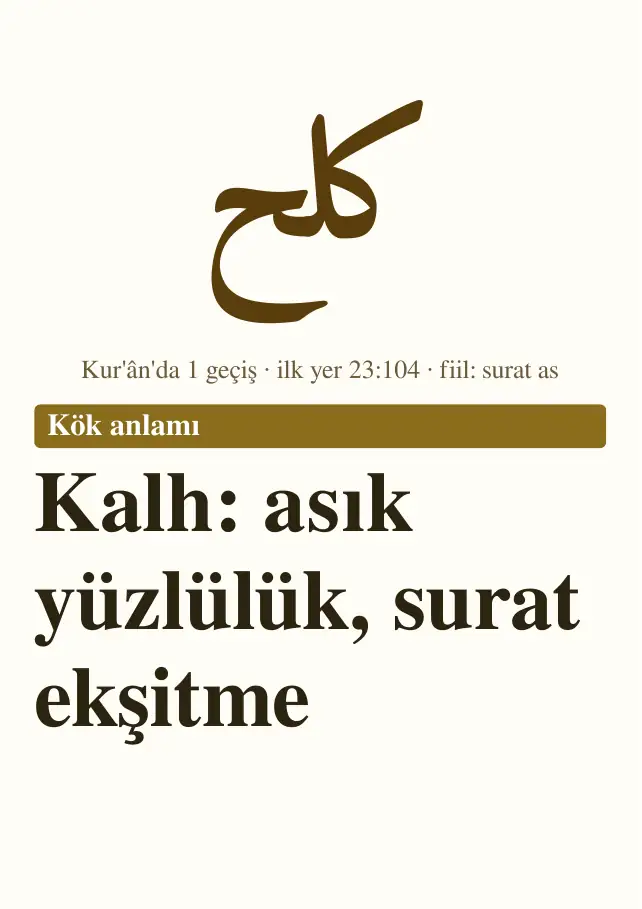 كلح
Kur'ân'da 1 geçiş · ilk yer 23:104 · fiil: surat as
Kök anlamı
Kalh: asık
yüzlülük, surat
ekşitme